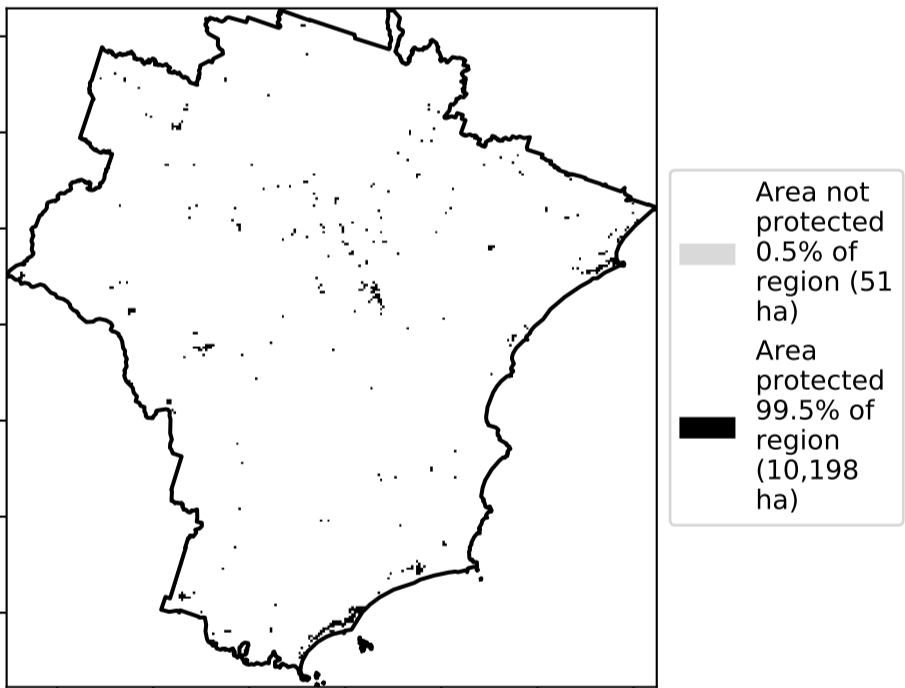 Area not
protected
0.5% of
region (51
ha)
Area
protected
99.5% of
region
(10,198
ha)